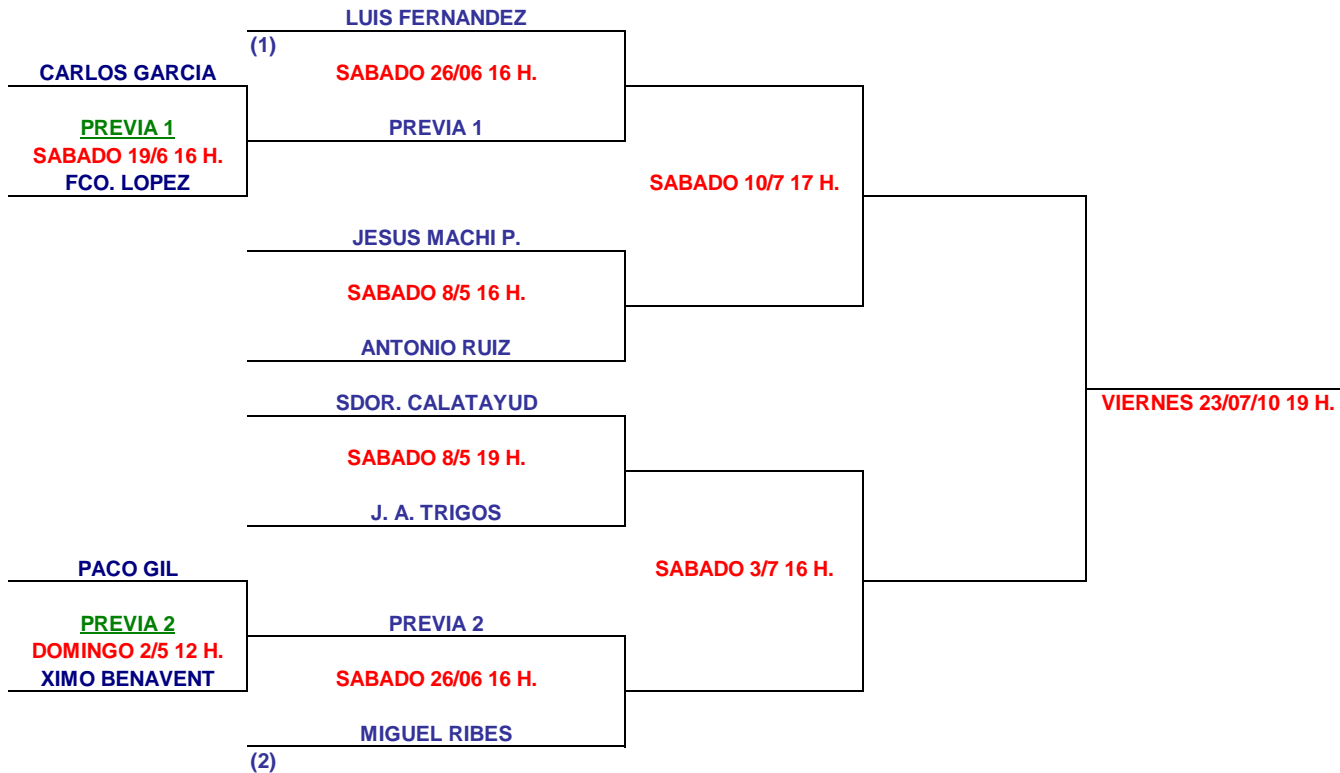 LUIS FERNANDEZ
(1)
CARLOS GARCIA
SABADO 26/06 16 H.
PREVIA 1
PREVIA 1
SABADO 19/6 16 H.
FCO. LOPEZ
SABADO 10/7 17 H.
JESUS MACHI P.
SABADO 8/5 16 H.
ANTONIO RUIZ
SDOR. CALATAYUD
VIERNES 23/07/10 19 H.
SABADO 8/5 19 H.
J. A. TRIGOS
PACO GIL
SABADO 3/7 16 H.
PREVIA 2
PREVIA 2
DOMINGO 2/5 12 H.
XIMO BENAVENT
SABADO 26/06 16 H.
MIGUEL RIBES
(2)